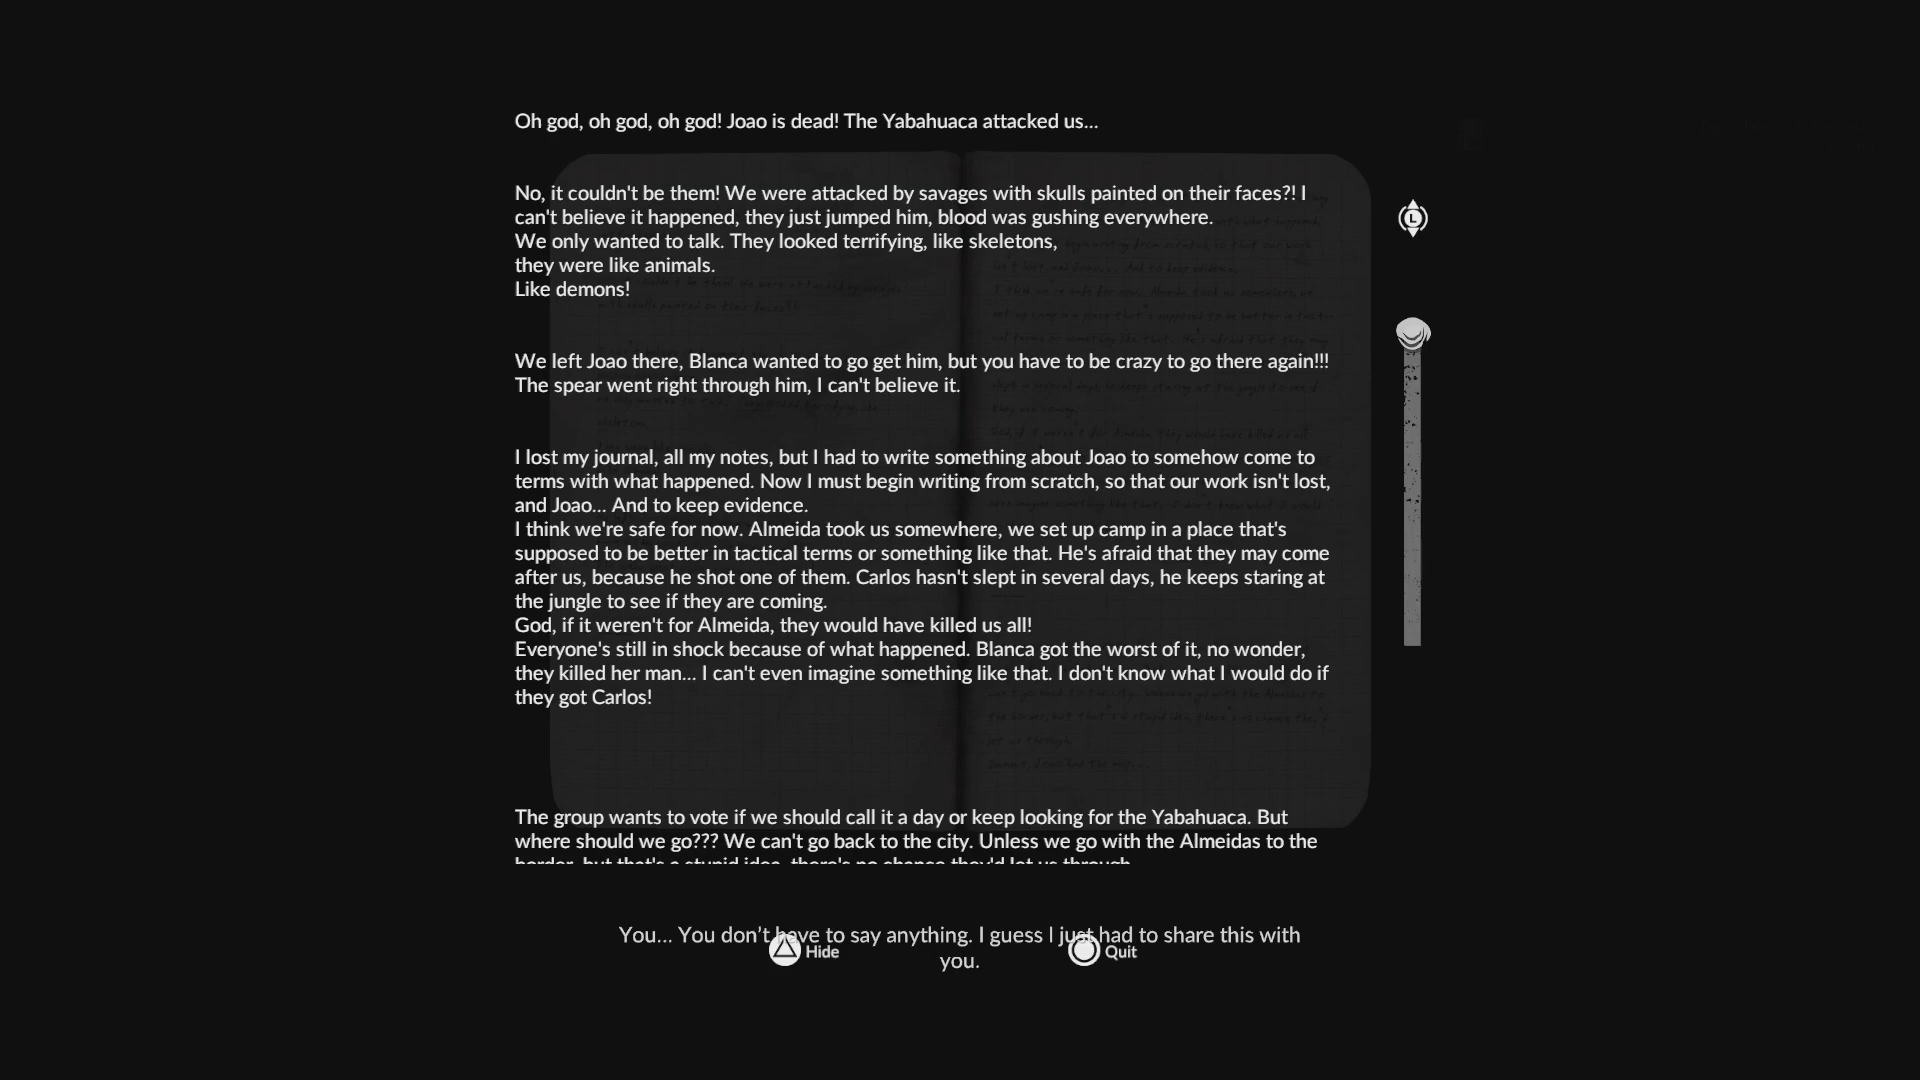 Oh god, oh god, oh god! Joao is dead! The Yabahuaca attacked us...
No, it couldn't be them! We were attacked by savages with skulls painted on their faces?! I
can't believe it happened, they just jumped him, blood was gushing everywhere.
We only wanted to talk. They looked terrifying, like skeletons,
they were like animals.
Like demons!
We left Joao there, Blanca wanted to go get him, but you have to be crazy to go there again!!!
The spear went right through him, I can't believe it.
I lost my journal, all my notes, but I had to write something about Joao to somehow come to
terms with what happened. Now I must begin writing from scratch, so that our work isn't lost,
and Joao... And to keep evidence.
I think we're safe for now. Almeida took us somewhere, we set up camp in a place that's
supposed to be better in tactical terms or something like that. He's afraid that they may come
after us, because he shot one of them. Carlos hasn't slept in several days, he keeps staring at
the jungle to see if they are coming.
God, if it weren't for Almeida, they would have killed us all!
Everyone's still in shock because of what happened. Blanca got the worst of it, no wonder,
they killed her man... I can't even imagine something like that. I don't know what I would do if
they got Carlos!
The group wants to vote if we should call it a day or keep looking for the Yabahuaca. But
where should we go??? We can't go back to the city. Unless we go with the Almeidas to the
border, but that's a stupid idea, there's no chance they'd let us through.
You... You don't have to say anything. I guess I just had to share this with
you.
Hide
Quit
L